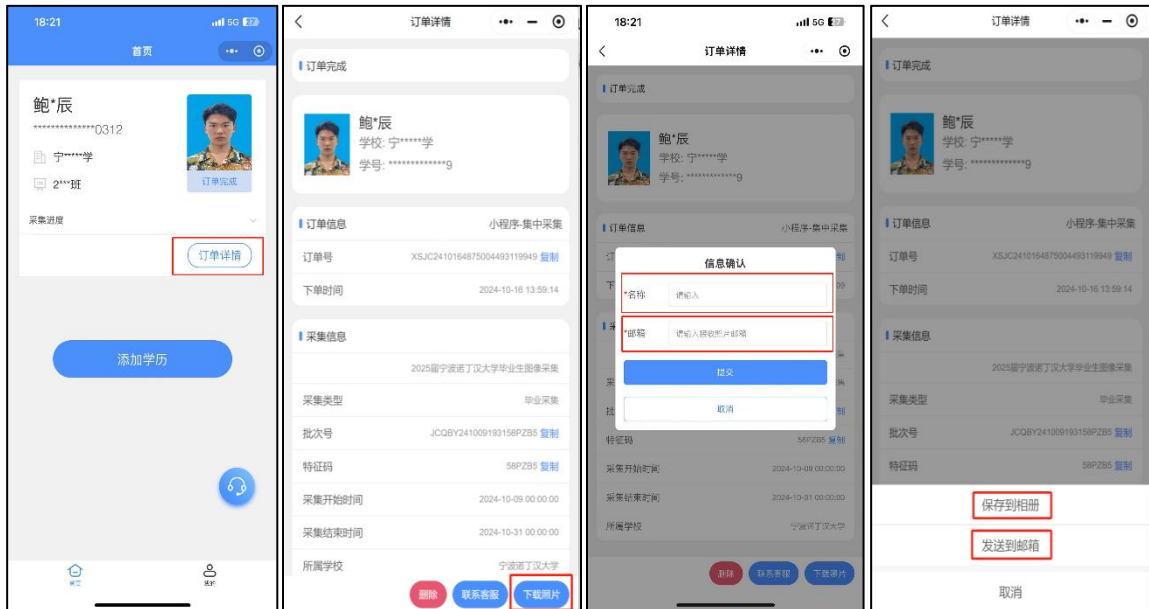 18:21
5G 27
首页
鲍*辰
**************0312
宁*****学
2***班
订单完成
采集进度
订单详情
添加学历
首页
我的
订单详情
订单完成
鲍*辰
学校: 宁*****学
学号: *************9
订单信息 小程序-集中采集
订单号 XSJC24101648750044931​19949 复制
下单时间 2024-10-16 13:59:14
采集信息
2025届宁波诺丁汉大学毕业生图像采集
采集类型 毕业采集
批次号 JCQBY241009193158PZB5 复制
特征码 58PZB5 复制
采集开始时间 2024-10-09 00:00:00
采集结束时间 2024-10-31 00:00:00
所属学校 宁波诺丁汉大学
删除 联系客服 下载照片
18:21
5G 27
订单详情
订单完成
鲍*辰
学校: 宁*****学
学号: *************9
订单信息 小程序-集中采集
信息确认
*名称 请输入
*邮箱 请输入接收照片邮箱
提交
取消
特征码 58PZB5 复制
采集开始时间 2024-10-09 00:00:00
采集结束时间 2024-10-31 00:00:00
所属学校 宁波诺丁汉大学
删除 联系客服 下载照片
订单详情
订单完成
鲍*辰
学校: 宁*****学
学号: *************9
订单信息 小程序-集中采集
订单号 XSJC2410164875004493119949 复制
下单时间 2024-10-16 13:59:14
采集信息
2025届宁波诺丁汉大学毕业生图像采集
采集类型 毕业采集
批次号 JCQBY241009193158PZB5 复制
特征码 58PZB5 复制
保存到相册
发送到邮箱
取消